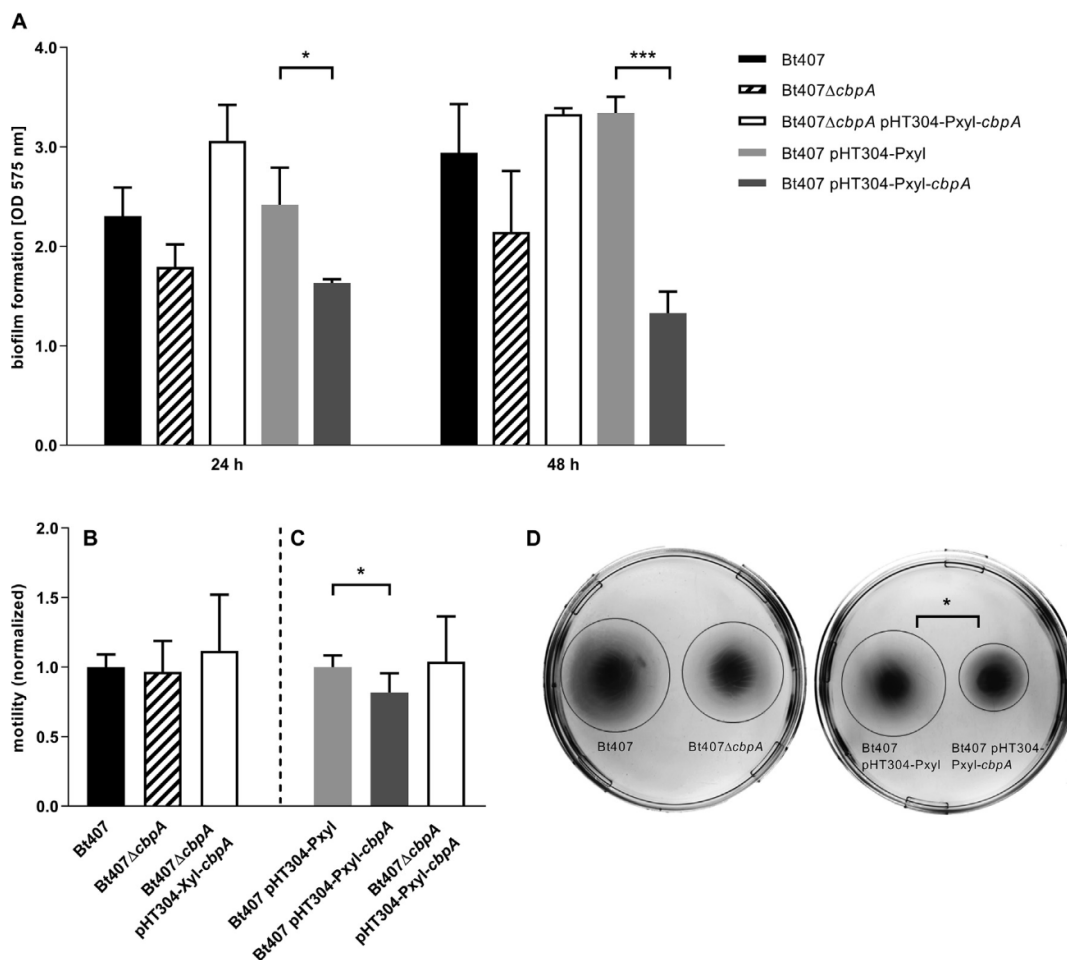 A
biofilm formation [OD 575 nm]
4.0
3.0
2.0
1.0
0.0
*
***
24 h
48 h
Bt407
Bt407ΔcbpA
Bt407ΔcbpA pHT304-Pxyl-cbpA
Bt407 pHT304-Pxyl
Bt407 pHT304-Pxyl-cbpA
motility (normalized)
2.0
1.5
1.0
0.5
0.0
B
C
*
Bt407
Bt407ΔcbpA
Bt407ΔcbpA
pHT304-Xyl-cbpA
Bt407 pHT304-Pxyl
Bt407 pHT304-Pxyl-cbpA
Bt407ΔcbpA
pHT304-Pxyl-cbpA
D
Bt407
Bt407ΔcbpA
*
Bt407
pHT304-Pxyl
Bt407 pHT304-
Pxyl-cbpA